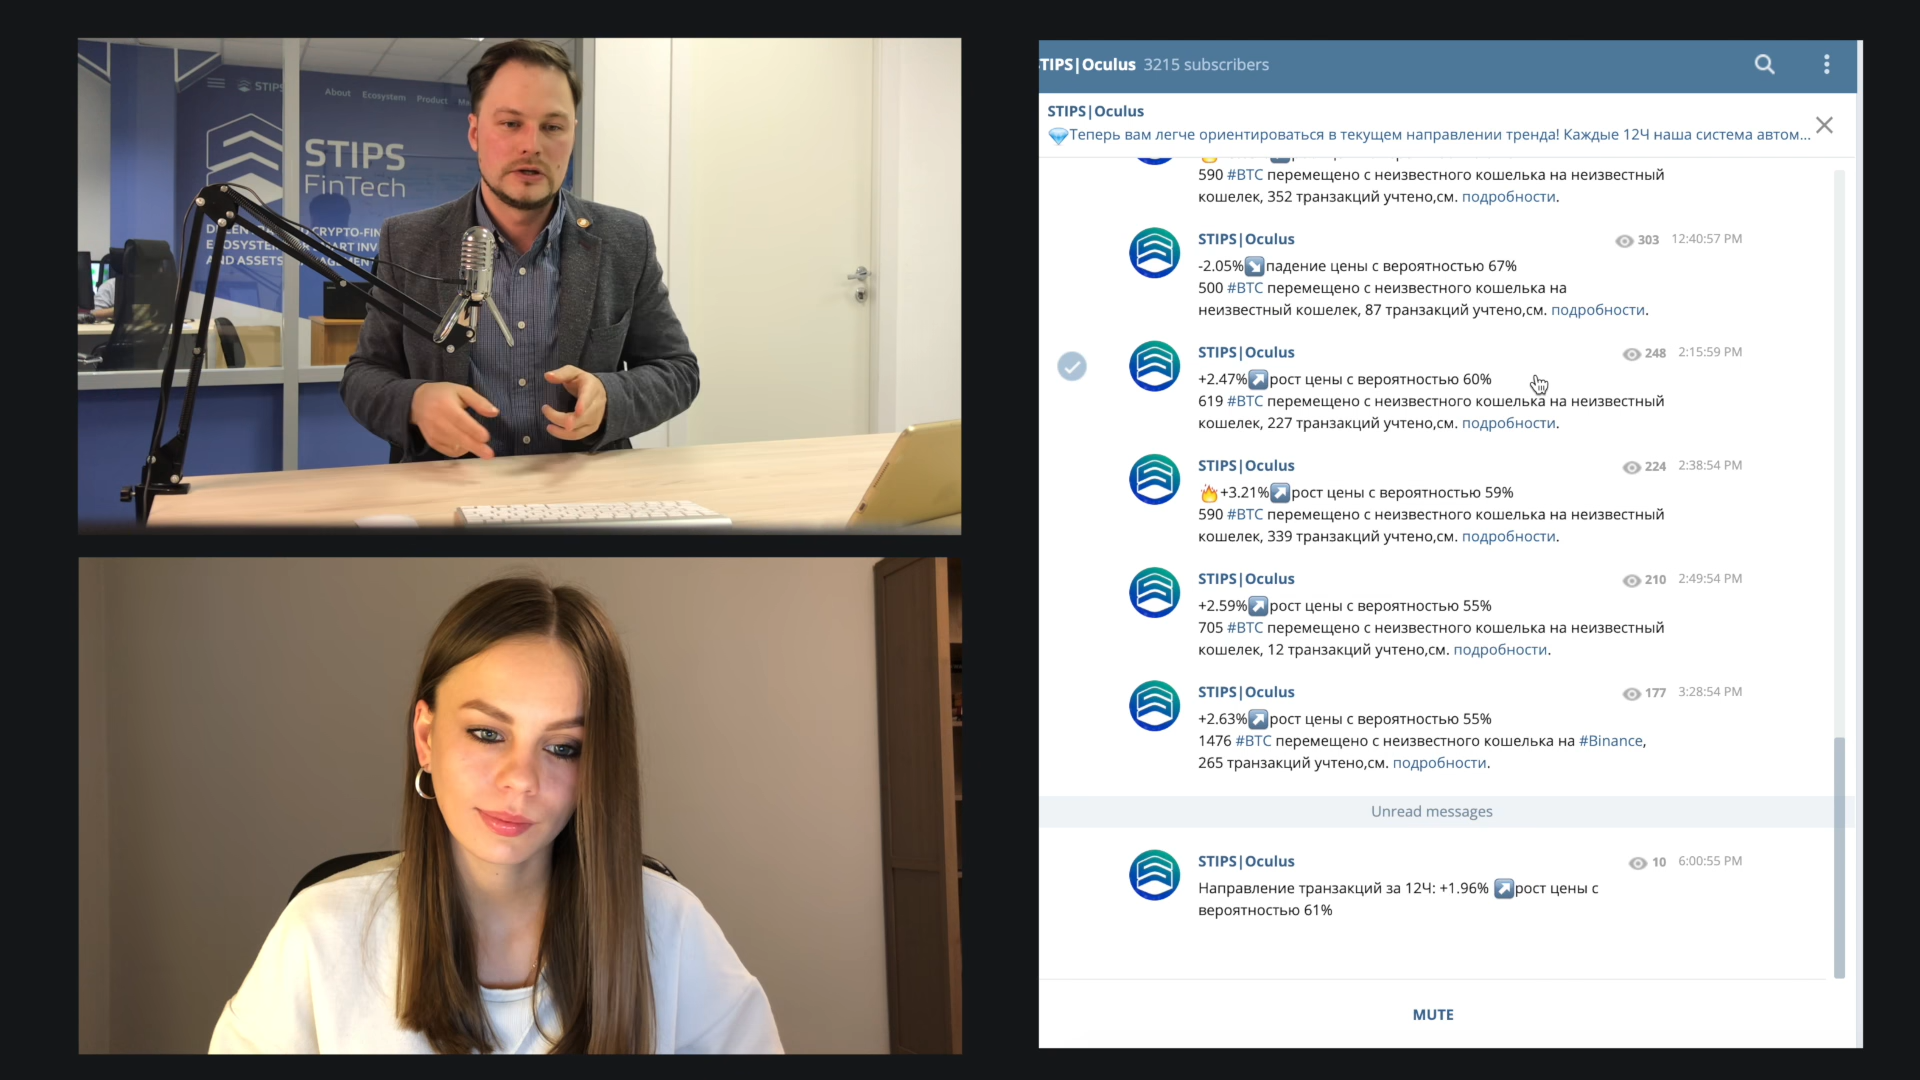 STIPS
About Ecosystem Product
STIPS
FinTech
CRYPTO-FIN
AND ASSETS
TIPS|Oculus 3215 subscribers
STIPS|Oculus
Теперь вам легче ориентироваться в текущем направлении тренда! Каждые 12Ч наша система автом...
590 #BTC перемещено с неизвестного кошелька на неизвестный
кошелек, 352 транзакций учтено,см. подробности.
STIPS|Oculus 303 12:40:57 PM
-2.05% падение цены с вероятностью 67%
500 #BTC перемещено с неизвестного кошелька на
неизвестный кошелек, 87 транзакций учтено,см. подробности.
STIPS|Oculus 248 2:15:59 PM
+2.47% рост цены с вероятностью 60%
619 #BTC перемещено с неизвестного кошелька на неизвестный
кошелек, 227 транзакций учтено,см. подробности.
STIPS|Oculus 224 2:38:54 PM
+3.21% рост цены с вероятностью 59%
590 #BTC перемещено с неизвестного кошелька на неизвестный
кошелек, 339 транзакций учтено,см. подробности.
STIPS|Oculus 210 2:49:54 PM
+2.59% рост цены с вероятностью 55%
705 #BTC перемещено с неизвестного кошелька на неизвестный
кошелек, 12 транзакций учтено,см. подробности.
STIPS|Oculus 177 3:28:54 PM
+2.63% рост цены с вероятностью 55%
1476 #BTC перемещено с неизвестного кошелька на #Binance,
265 транзакций учтено,см. подробности.
Unread messages
STIPS|Oculus 10 6:00:55 PM
Направление транзакций за 12Ч: +1.96% рост цены с
вероятностью 61%
MUTE